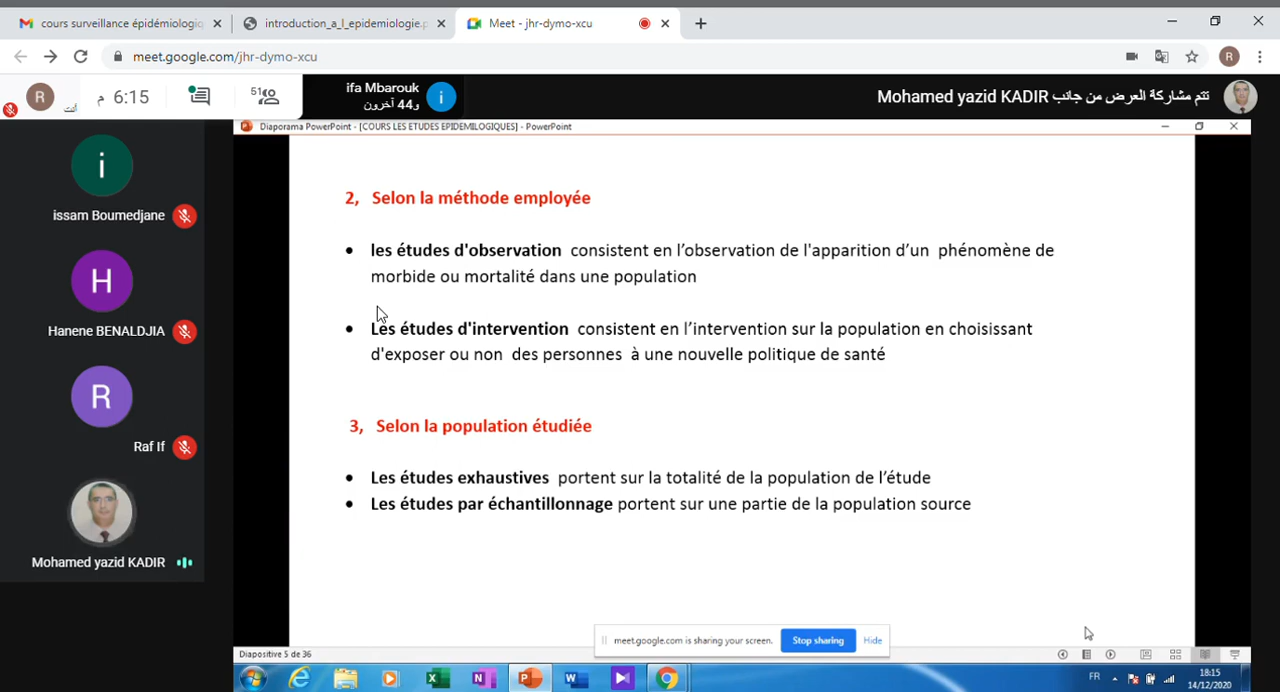 cours surveillance épidémiologiq
introduction_a_l_epidemiologie.p
Meet - jhr-dymo-xcu
meet.google.com/jhr-dymo-xcu
R
R
أنت
6:15 م
51
ifa Mbarouk
و44 آخرون
i
تتم مشاركة العرض من جانب Mohamed yazid KADIR
Diaporama PowerPoint - [COURS LES ETUDES EPIDEMILOGIQUES] - PowerPoint
i
issam Boumedjane
H
Hanene BENALDJIA
R
Raf If
Mohamed yazid KADIR
2, Selon la méthode employée
• les études d'observation consistent en l'observation de l'apparition d'un phénomène de
morbide ou mortalité dans une population
• Les études d'intervention consistent en l'intervention sur la population en choisissant
d'exposer ou non des personnes à une nouvelle politique de santé
3, Selon la population étudiée
• Les études exhaustives portent sur la totalité de la population de l'étude
• Les études par échantillonnage portent sur une partie de la population source
meet.google.com is sharing your screen.
Stop sharing
Hide
Diapositive 5 de 36
FR
18:15
14/12/2020